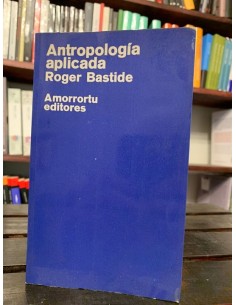 Antropología
aplicada
Roger Bastide
Amorrortu
editores